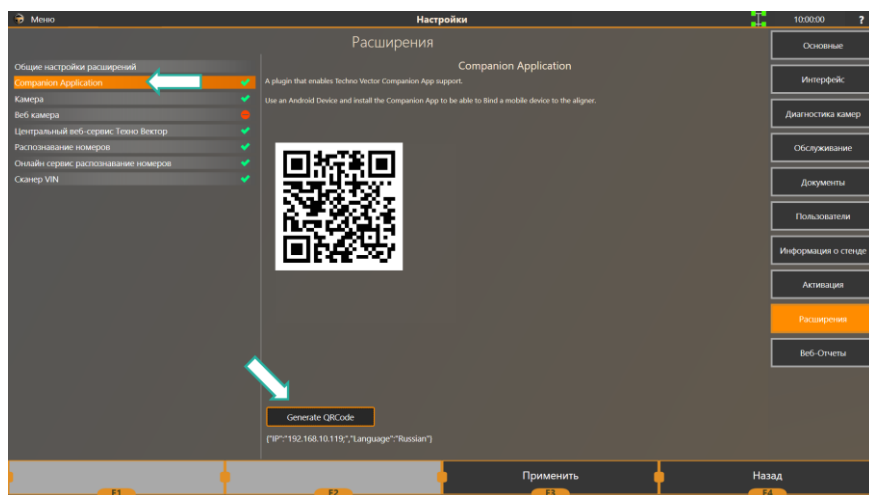 Меню
Настройки
10:00:00
?
Расширения
Общие настройки расширений
Companion Application
Камера
Веб камера
Центральный веб-сервис Техно Вектор
Распознавание номеров
Онлайн сервис распознавание номеров
Сканер VIN
Companion Application
A plugin that enables Techno Vector Companion App support.
Use an Android Device and install the Companion App to be able to Bind a mobile device to the aligner.
Generate QRCode
{"IP":"192.168.10.119;","Language":"Russian"}
Основные
Интерфейс
Диагностика камер
Обслуживание
Документы
Пользователи
Информация о стенде
Активация
Расширения
Веб-Отчеты
Применить
Назад
F1
F2
F3
F4